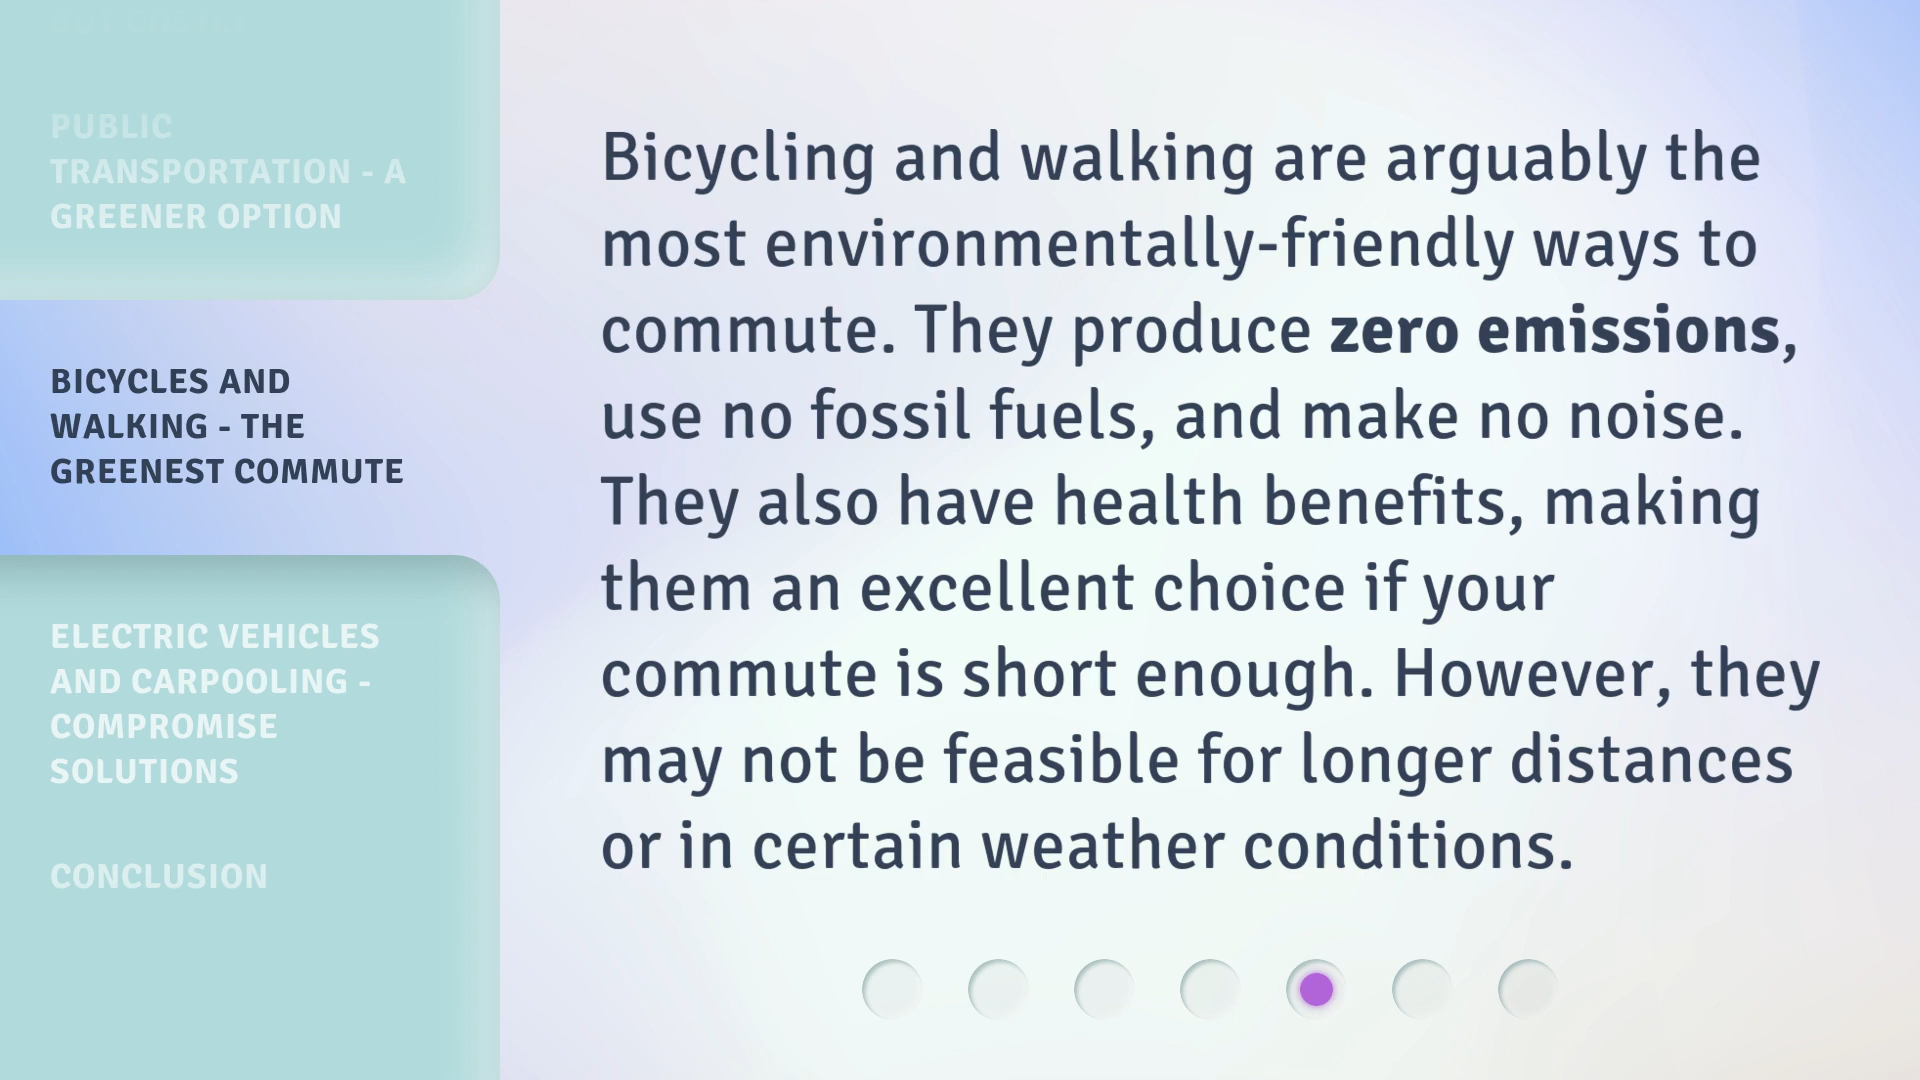 PUBLIC
TRANSPORTATION - A
GREENER OPTION
BICYCLES AND
WALKING - THE
GREENEST COMMUTE
ELECTRIC VEHICLES
AND CARPOOLING -
COMPROMISE
SOLUTIONS
CONCLUSION
Bicycling and walking are arguably the
most environmentally-friendly ways to
commute. They produce zero emissions,
use no fossil fuels, and make no noise.
They also have health benefits, making
them an excellent choice if your
commute is short enough. However, they
may not be feasible for longer distances
or in certain weather conditions.